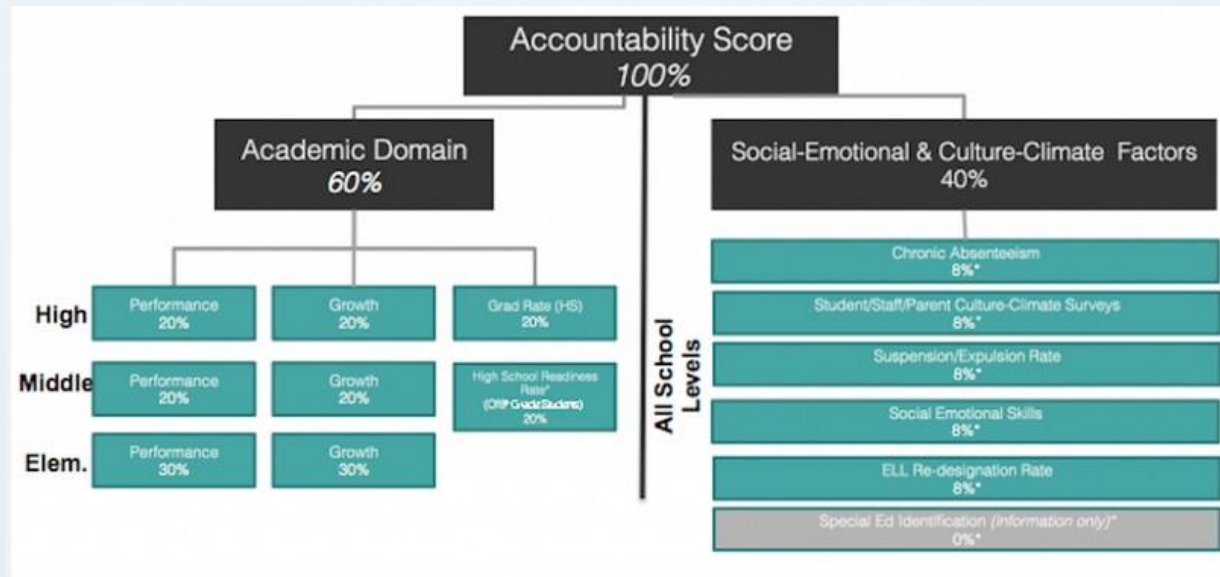 Accountability Score
100%
Academic Domain
60%
Social-Emotional & Culture-Climate Factors
40%
High
Performance
20%
Growth
20%
Grad Rate (HS)
20%
Middle
Performance
20%
Growth
20%
High School Readiness
Rate*
20%
Elem.
Performance
30%
Growth
30%
All School
Levels
Chronic Absenteeism
8%*
Student/Staff/Parent Culture-Climate Surveys
8%*
Suspension/Expulsion Rate
8%*
Social Emotional Skills
8%*
ELL Re-designation Rate
8%*
Special Ed Identification (information only)*
0%*